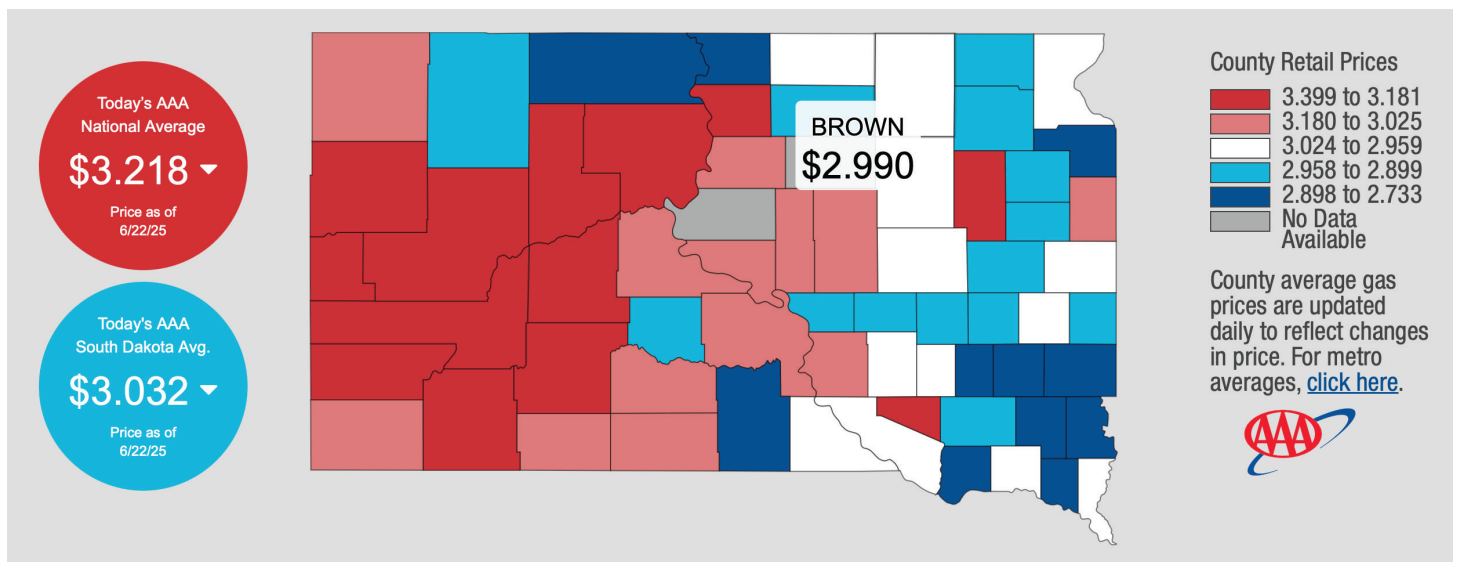 Today's AAA
National Average
$3.218
Price as of
6/22/25
Today's AAA
South Dakota Avg.
$3.032
Price as of
6/22/25
BROWN
$2.990
County Retail Prices
3.399 to 3.181
3.180 to 3.025
3.024 to 2.959
2.958 to 2.899
2.898 to 2.733
No Data
Available
County average gas
prices are updated
daily to reflect changes
in price. For metro
averages, click here.
AAA